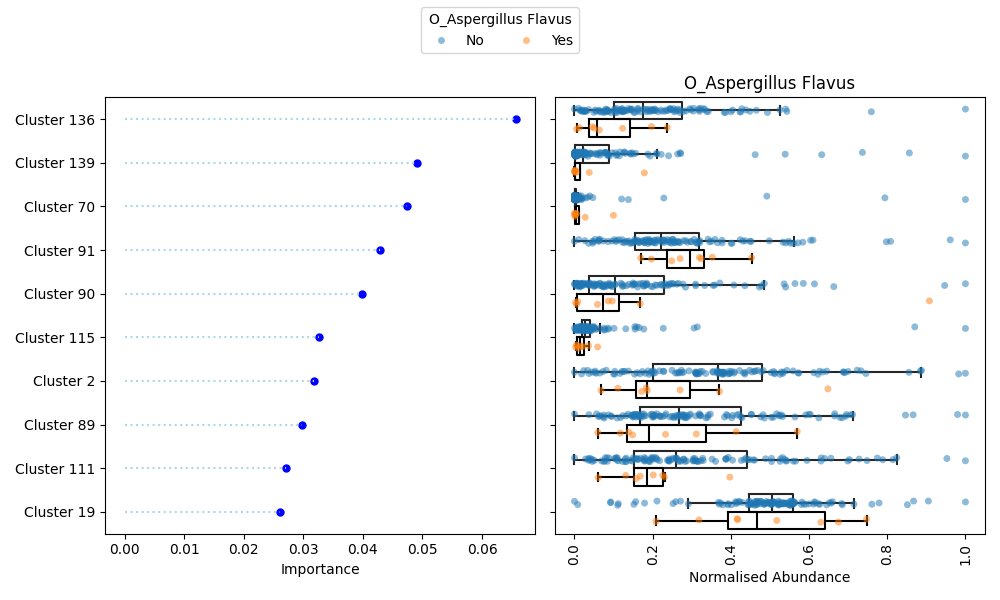 O_Aspergillus Flavus
No Yes
O_Aspergillus Flavus
Cluster 136
Cluster 139
Cluster 70
Cluster 91
Cluster 90
Cluster 115
Cluster 2
Cluster 89
Cluster 111
Cluster 19
0.00 0.01 0.02 0.03 0.04 0.05 0.06
Importance
0.0 0.2 0.4 0.6 0.8 1.0
Normalised Abundance